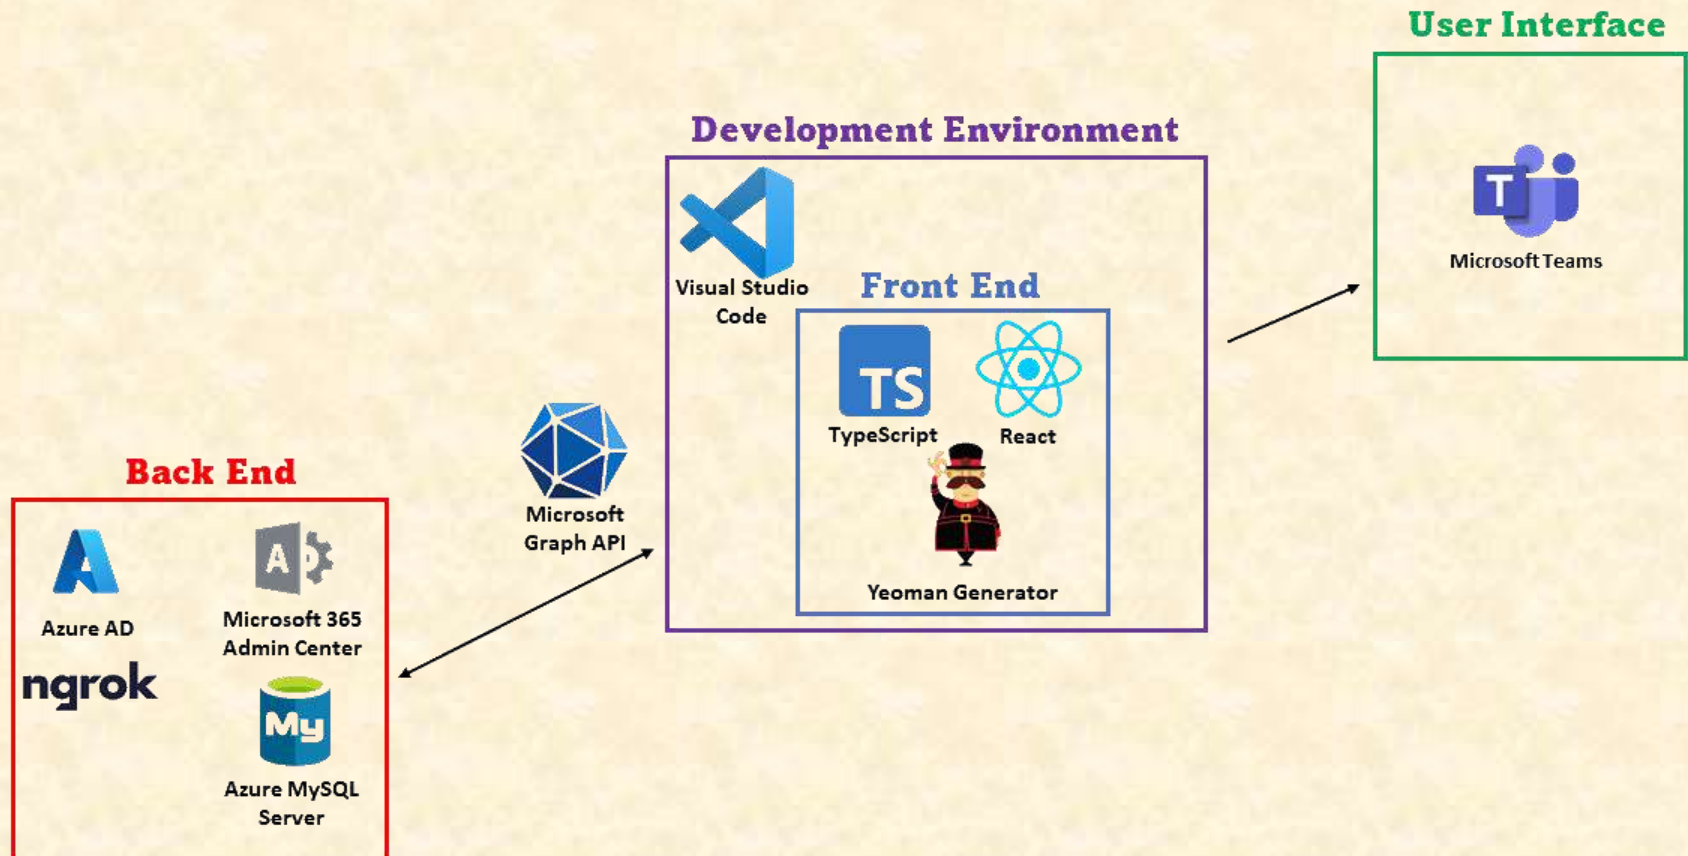 User Interface
Microsoft Teams
Development Environment
Visual Studio
Code
Front End
TS
TypeScript
React
Yeoman Generator
Microsoft
Graph API
Back End
Azure AD
A
Microsoft 365
Admin Center
ngrok
My
Azure MySQL
Server
T